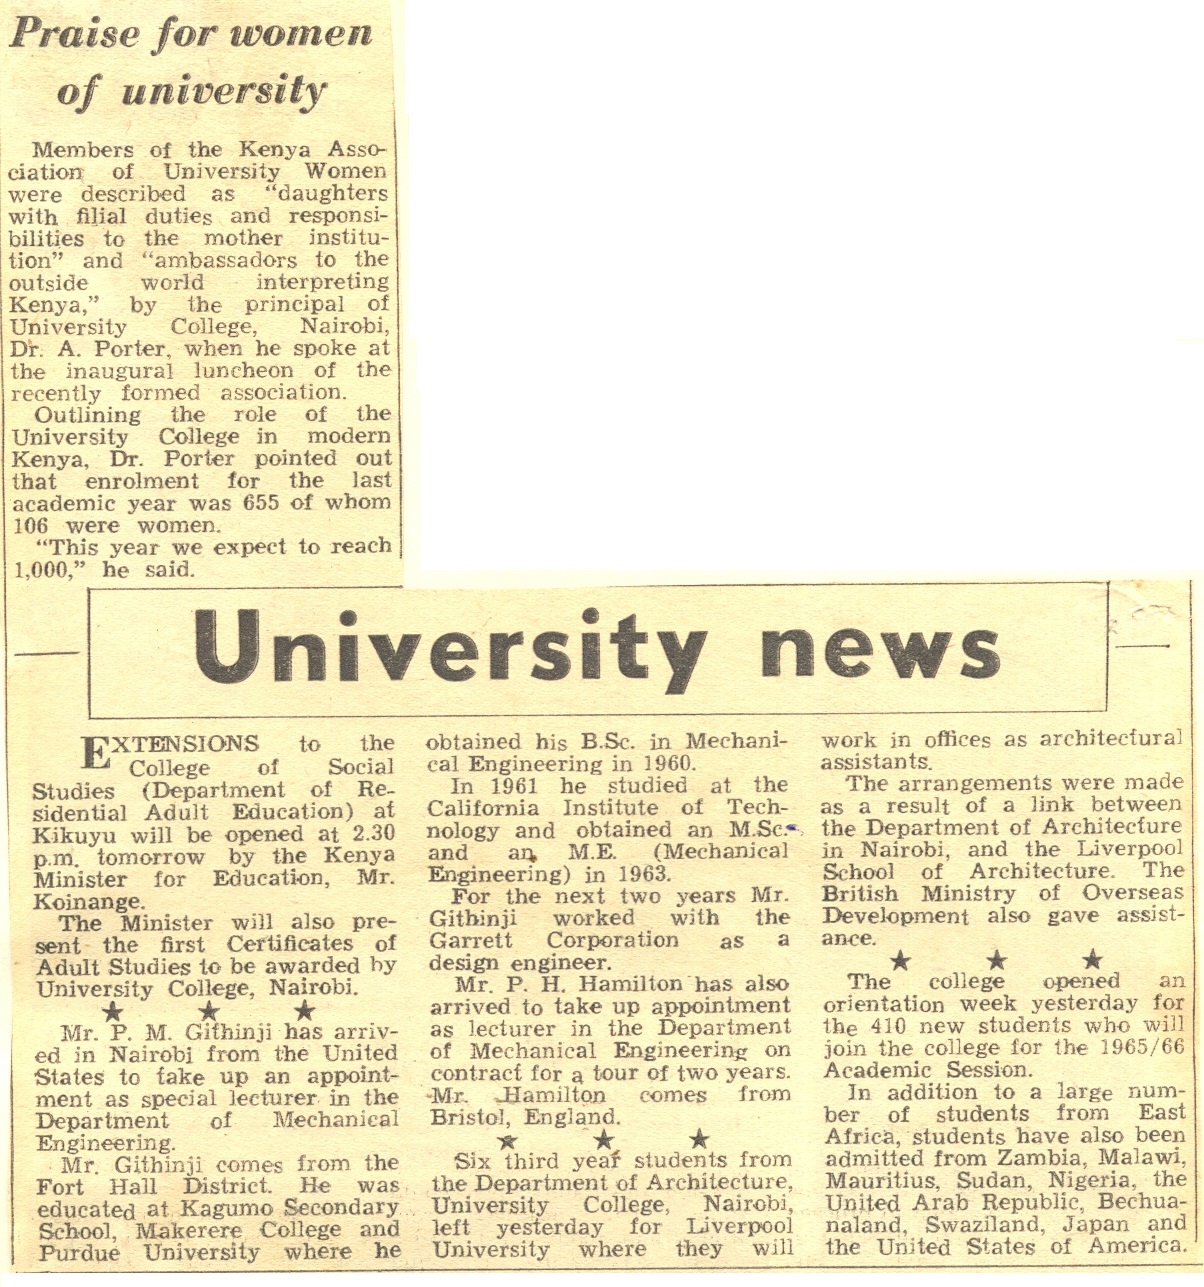 Praise for women
of university
Members of the Kenya Asso-
ciation of University Women
were described as "daughters
with filial duties and responsi-
bilities to the mother institu-
tion" and "ambassadors to the
outside world interpreting
Kenya," by the principal of
University College, Nairobi,
Dr. A. Porter, when he spoke at
the inaugural luncheon of the
recently formed association.
Outlining the role of the
University College in modern
Kenya, Dr. Porter pointed out
that enrolment for the last
academic year was 655 of whom
106 were women.
"This year we expect to reach
1,000," he said.
University news
EXTENSIONS to the
College of Social
Studies (Department of Re-
sidential Adult Education) at
Kikuyu will be opened at 2.30
p.m. tomorrow by the Kenya
Minister for Education, Mr.
Koinange.
The Minister will also pre-
sent the first Certificates of
Adult Studies to be awarded by
University College, Nairobi.
★ ★ ★
Mr. P. M. Githinji has arriv-
ed in Nairobi from the United
States to take up an appoint-
ment as special lecturer in the
Department of Mechanical
Engineering.
Mr. Githinji comes from the
Fort Hall District. He was
educated at Kagumo Secondary
School, Makerere College and
Purdue University where he
obtained his B.Sc. in Mechani-
cal Engineering in 1960.
In 1961 he studied at the
California Institute of Tech-
nology and obtained an M.Sc.
and an M.E. (Mechanical
Engineering) in 1963.
For the next two years Mr.
Githinji worked with the
Garrett Corporation as a
design engineer.
Mr. P. H. Hamilton has also
arrived to take up appointment
as lecturer in the Department
of Mechanical Engineering on
contract for a tour of two years.
Mr. Hamilton comes from
Bristol, England.
★ ★ ★
Six third year students from
the Department of Architecture,
University College, Nairobi,
left yesterday for Liverpool
University where they will
work in offices as architectural
assistants.
The arrangements were made
as a result of a link between
the Department of Architecture
in Nairobi, and the Liverpool
School of Architecture. The
British Ministry of Overseas
Development also gave assist-
ance.
★ ★ ★
The college opened an
orientation week yesterday for
the 410 new students who will
join the college for the 1965/66
Academic Session.
In addition to a large num-
ber of students from East
Africa, students have also been
admitted from Zambia, Malawi,
Mauritius, Sudan, Nigeria, the
United Arab Republic, Bechua-
naland, Swaziland, Japan and
the United States of America.